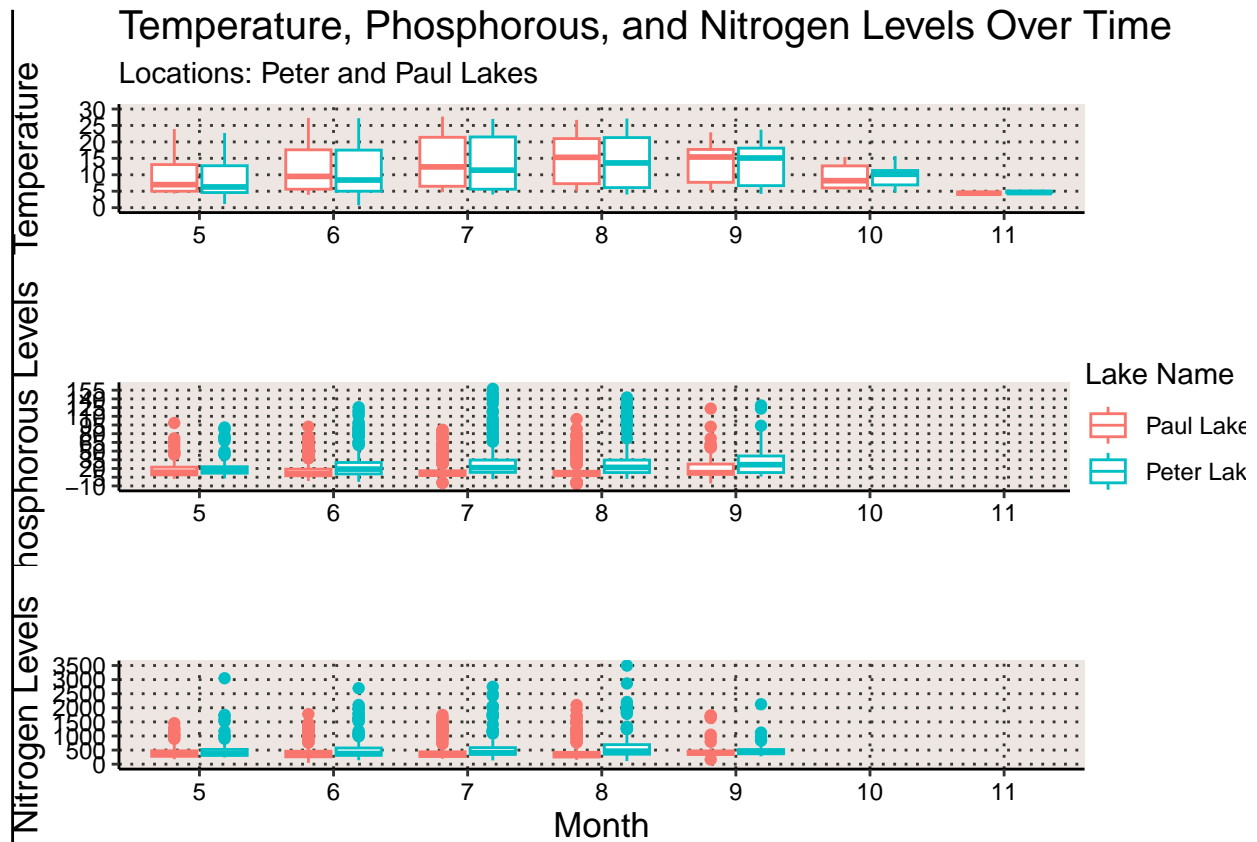 Temperature, Phosphorous, and Nitrogen Levels Over Time
Locations: Peter and Paul Lakes
Temperature
30
25
20
15
10
5
0
5 6 7 8 9 10 11
hosphorous Levels
155
−10
5 6 7 8 9 10 11
Lake Name
Paul Lake
Peter Lak
Nitrogen Levels
3500
3000
2500
2000
1500
1000
500
0
5 6 7 8 9 10 11
Month